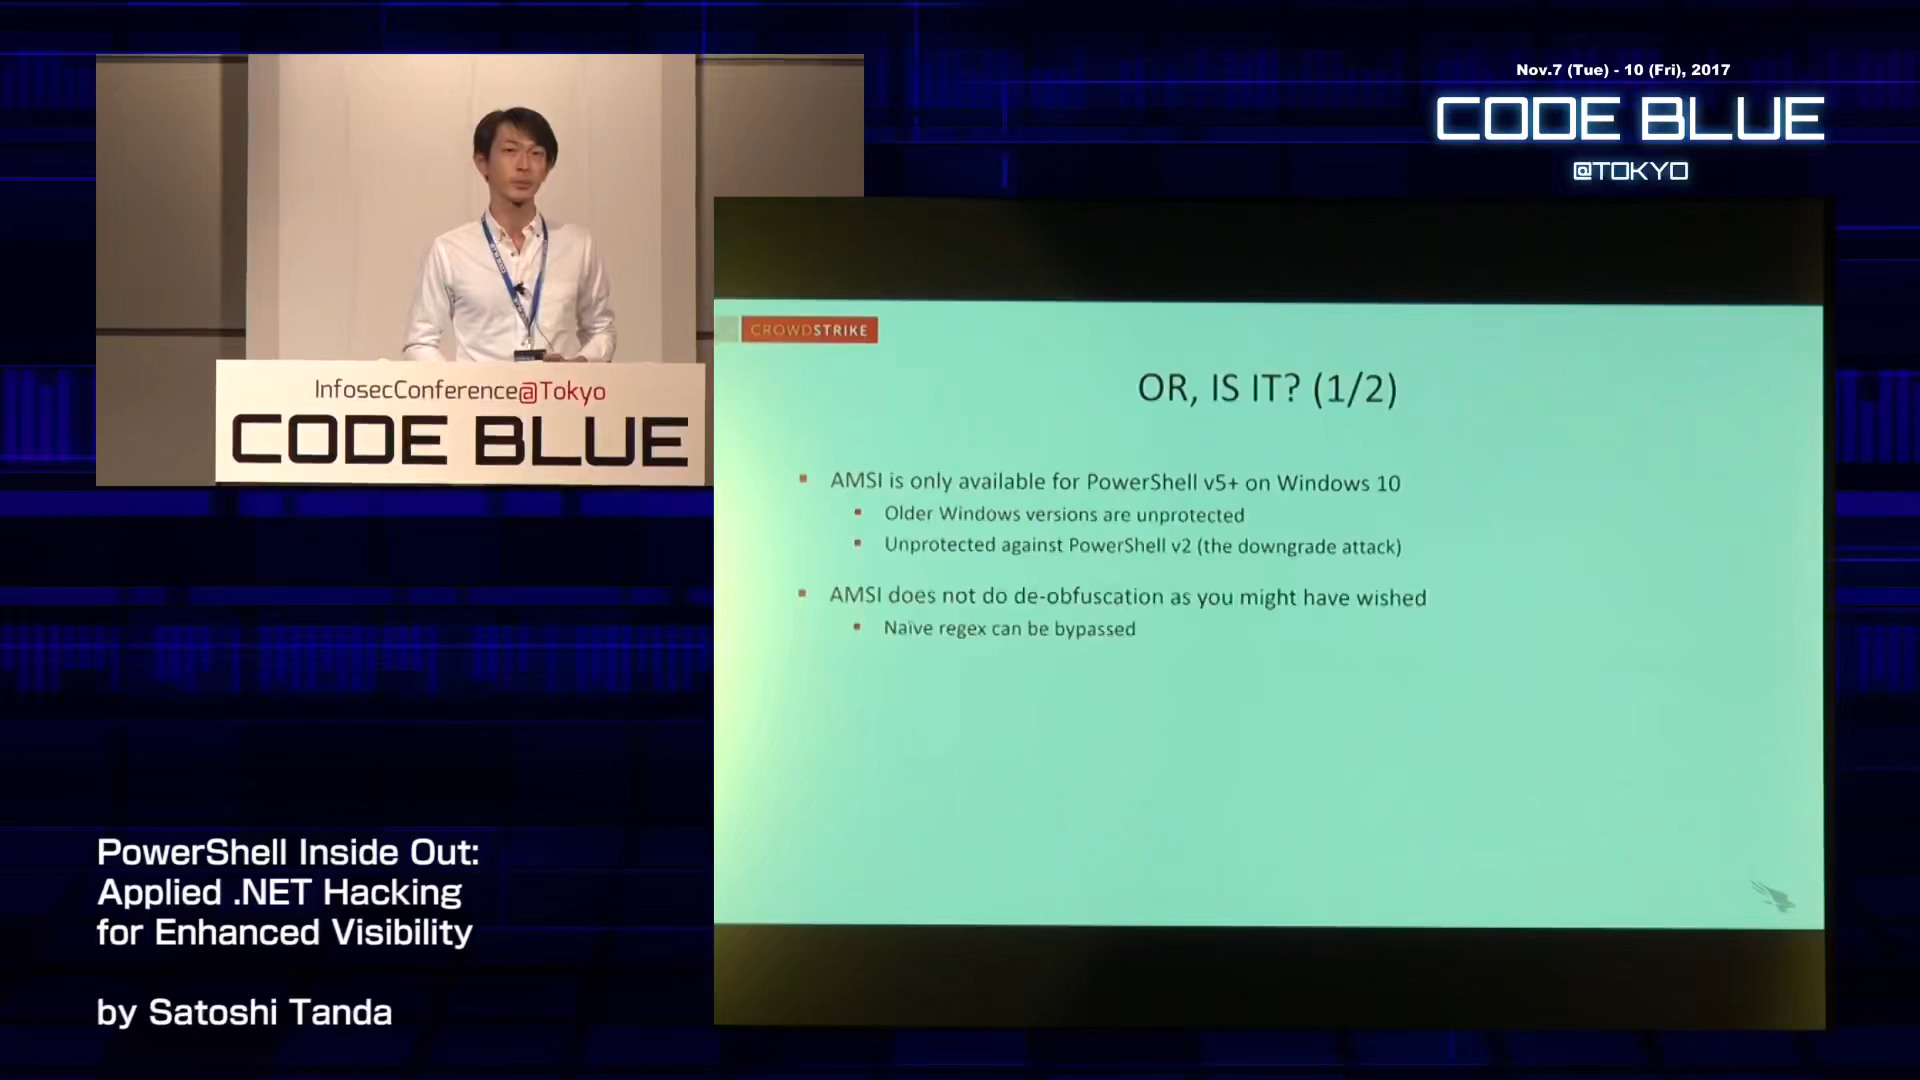 Nov.7 (Tue) - 10 (Fri), 2017
CODE BLUE
@TOKYO
InfosecConference@Tokyo
CODE BLUE
CROWDSTRIKE
OR, IS IT? (1/2)
AMSI is only available for PowerShell v5+ on Windows 10
Older Windows versions are unprotected
Unprotected against PowerShell v2 (the downgrade attack)
AMSI does not do de-obfuscation as you might have wished
Naïve regex can be bypassed
PowerShell Inside Out:
Applied .NET Hacking
for Enhanced Visibility
by Satoshi Tanda